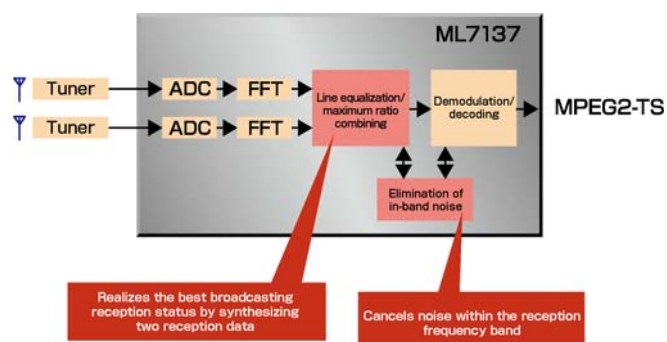 ML7137
Tuner
ADC
FFT
Line equalization/
maximum ratio
combining
Demodulation/
decoding
MPEG2-TS
Tuner
ADC
FFT
Elimination of
in-band noise
Realizes the best broadcasting
reception status by synthesizing
two reception data
Cancels noise within the reception
frequency band